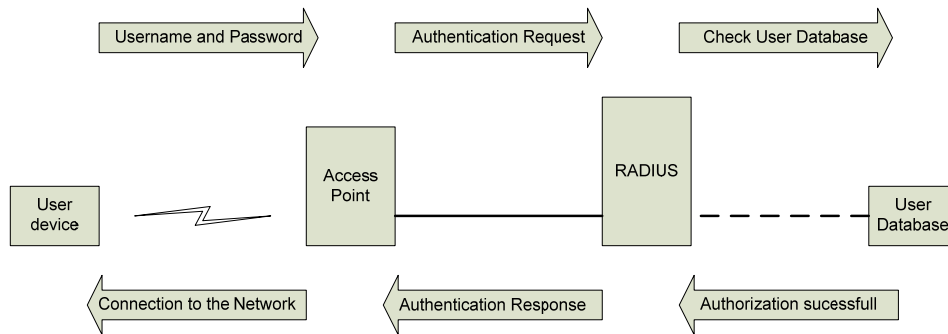 Username and Password
Authentication Request
Check User Database
Access
Point
RADIUS
User
device
User
Database
Connection to the Network
Authentication Response
Authorization sucessfull